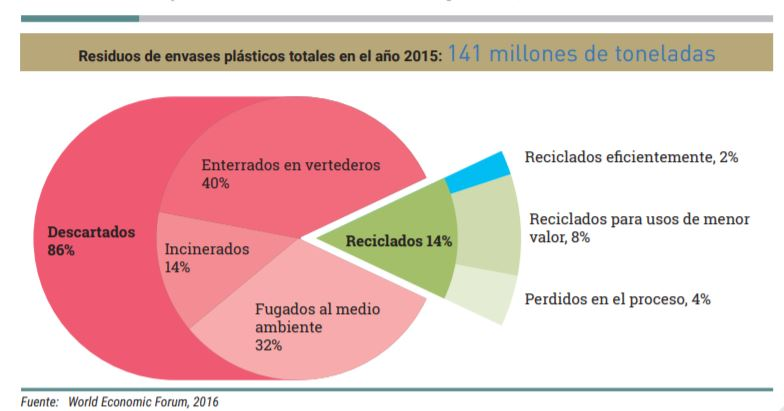 Residuos de envases plásticos totales en el año 2015: 141 millones de toneladas
Enterrados en vertederos
40%
Descartados
86%
Incinerados
14%
Fugados al medio
ambiente
32%
Reciclados 14%
Reciclados eficientemente, 2%
Reciclados para usos de menor
valor, 8%
Perdidos en el proceso, 4%
Fuente: World Economic Forum, 2016